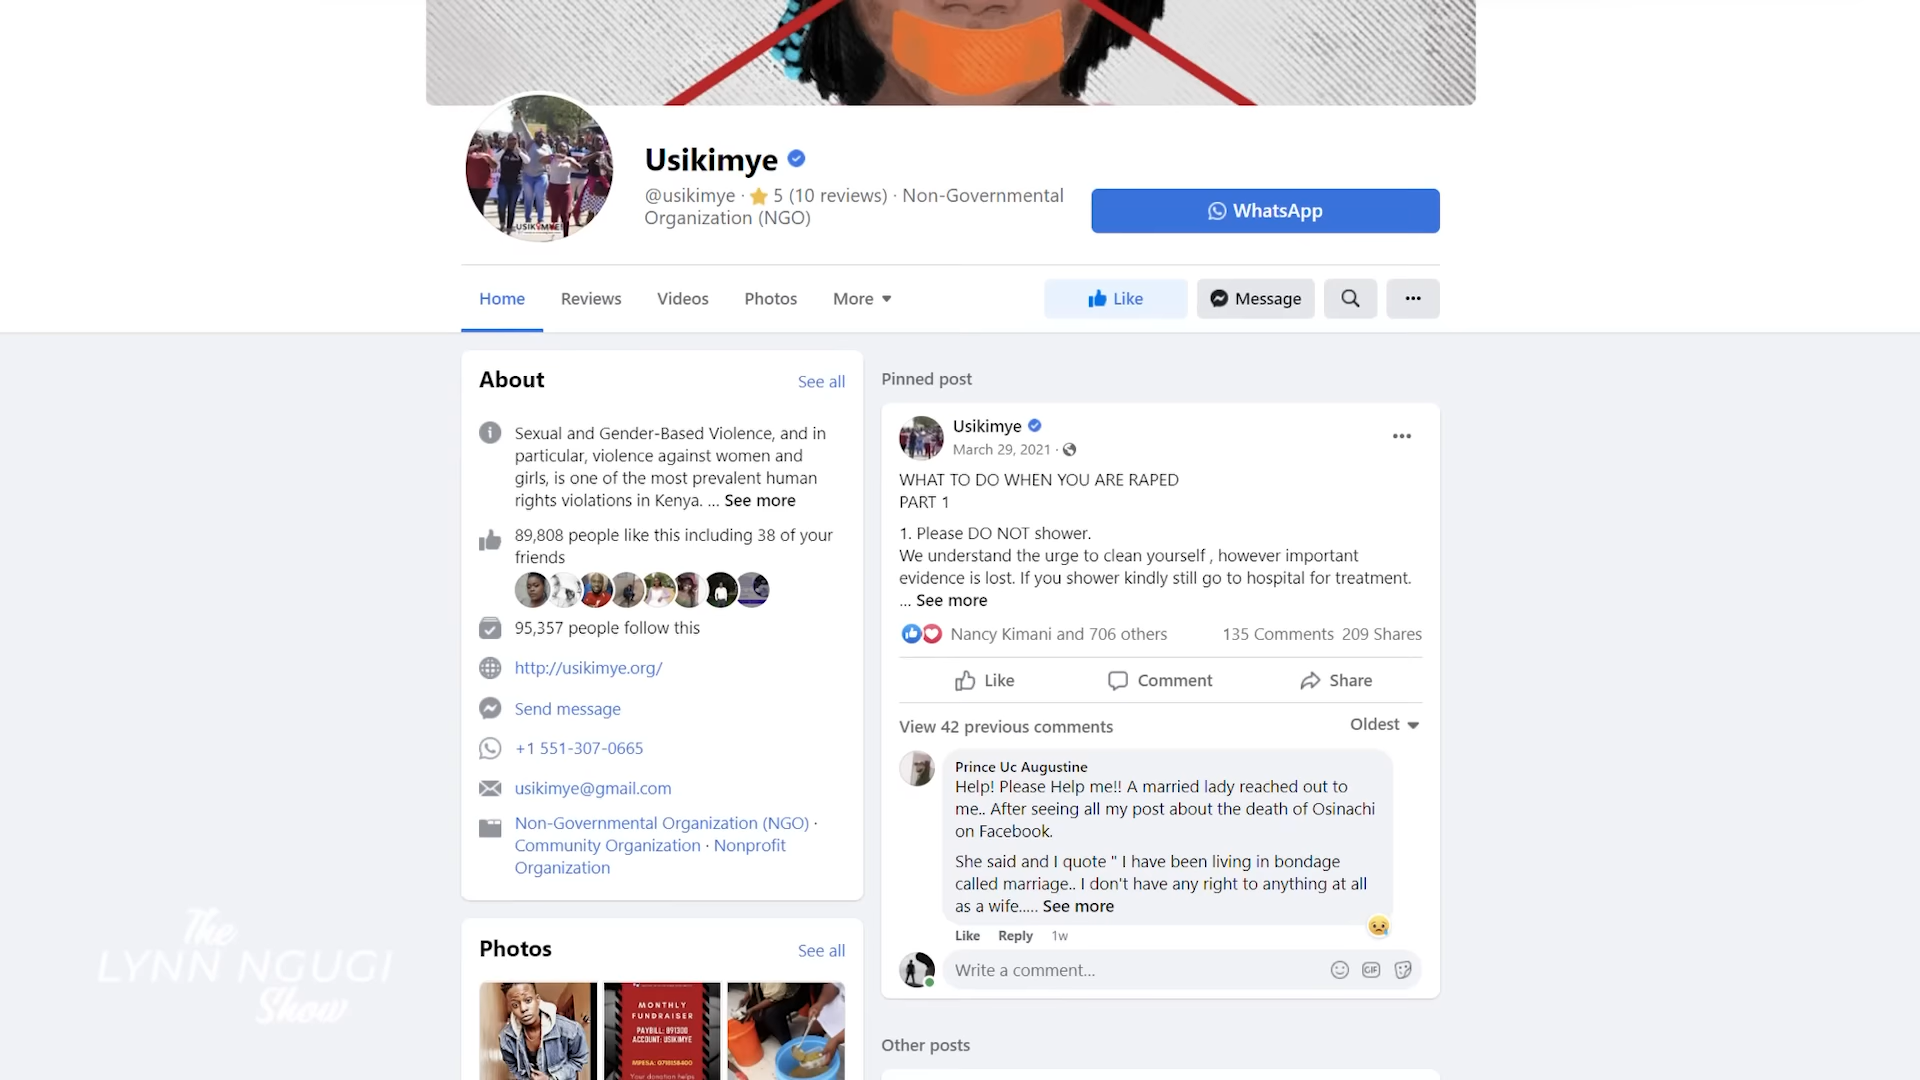 USIKIMYE
Usikimye
@usikimye · 5 (10 reviews) · Non-Governmental
Organization (NGO)
WhatsApp
Home
Reviews
Videos
Photos
More
Like
Message
About
See all
Sexual and Gender-Based Violence, and in
particular, violence against women and
girls, is one of the most prevalent human
rights violations in Kenya. ... See more
89,808 people like this including 38 of your
friends
95,357 people follow this
http://usikimye.org/
Send message
+1 551-307-0665
usikimye@gmail.com
Non-Governmental Organization (NGO) ·
Community Organization · Nonprofit
Organization
Photos
See all
MONTHLY
FUNDRAISER
PAYBILL: 891300
ACCOUNT: USIKIMYE
Your donation helps
Pinned post
Usikimye
March 29, 2021 ·
WHAT TO DO WHEN YOU ARE RAPED
PART 1
1. Please DO NOT shower.
We understand the urge to clean yourself , however important
evidence is lost. If you shower kindly still go to hospital for treatment.
... See more
Nancy Kimani and 706 others
135 Comments 209 Shares
Like
Comment
Share
View 42 previous comments
Oldest
Prince Uc Augustine
Help! Please Help me!! A married lady reached out to
me.. After seeing all my post about the death of Osinachi
on Facebook.
She said and I quote " I have been living in bondage
called marriage.. I don't have any right to anything at all
as a wife..... See more
Like Reply 1w
Write a comment...
GIF
Other posts
The
LYNN NGUGI
Show